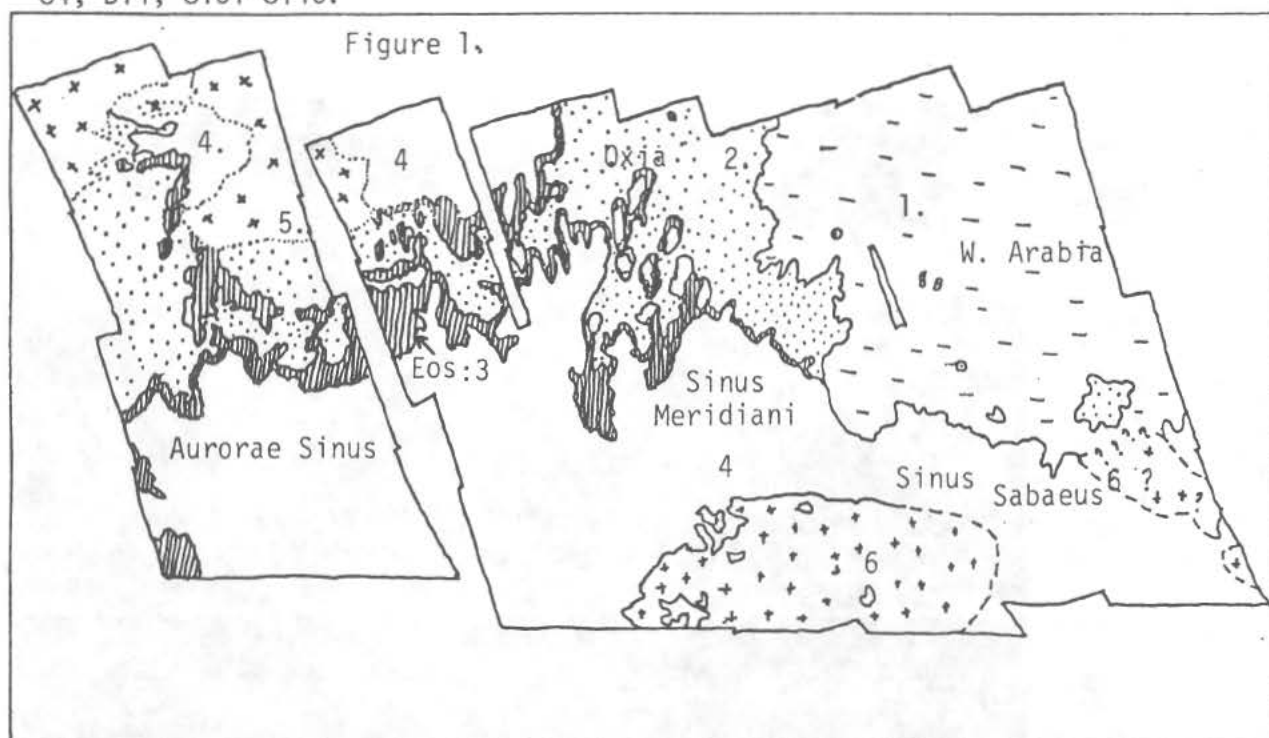 Figure 1.
4.
5
4
Oxia
2.
1.
W. Arabia
Eos:3
Aurorae Sinus
Sinus
Meridiani
4
Sinus
Sabaeus
6 ?
6